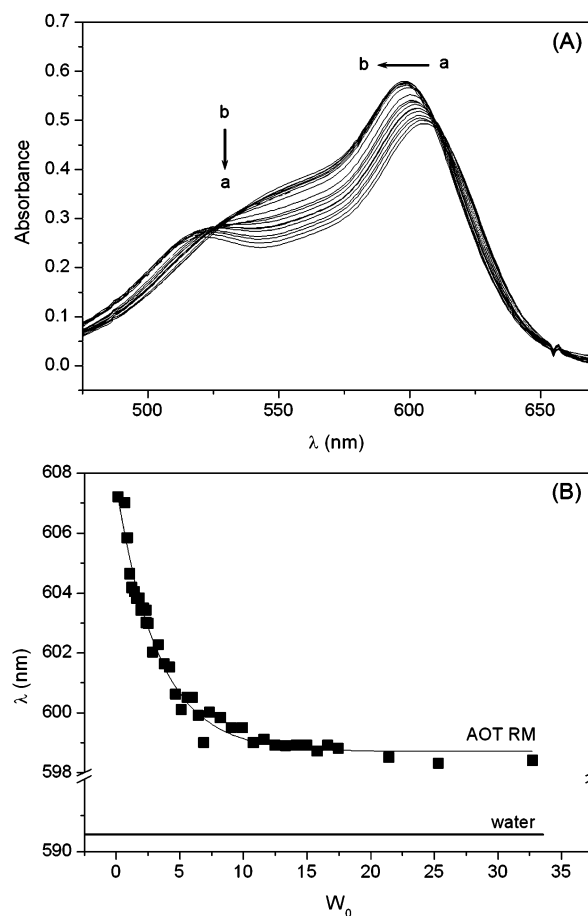 (A)
0.7
0.6
0.5
0.4
0.3
0.2
0.1
0.0
Absorbance
b a
b
a
500 550 600 650
λ (nm)
(B)
608
606
604
602
600
598
590
λ (nm)
AOT RM
water
0 5 10 15 20 25 30 35
W₀